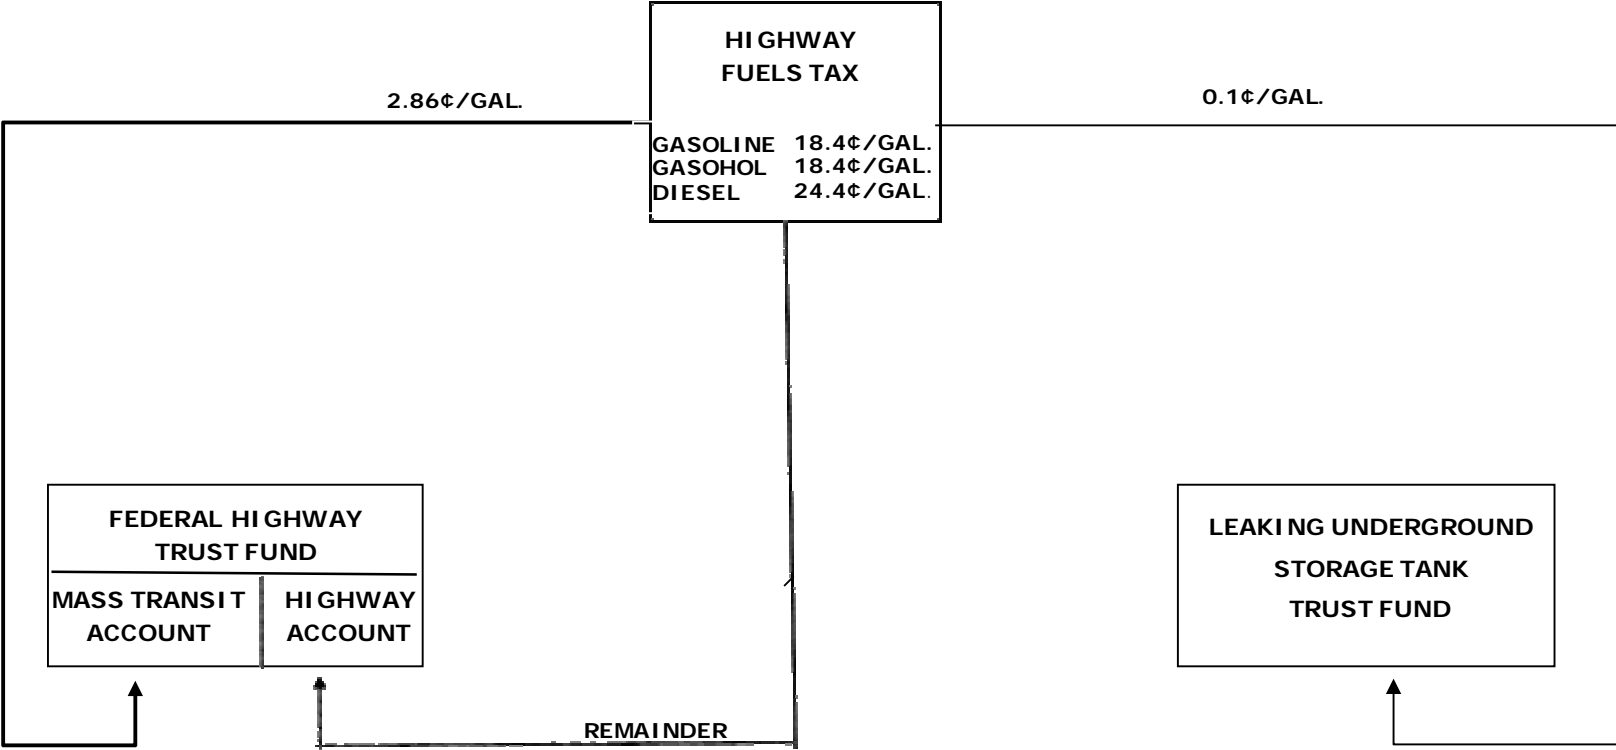 HIGHWAY
FUELS TAX
2.86¢/GAL.
0.1¢/GAL.
GASOLINE 18.4¢/GAL.
GASOHOL 18.4¢/GAL.
DIESEL 24.4¢/GAL.
FEDERAL HIGHWAY
TRUST FUND
MASS TRANSIT
ACCOUNT
HIGHWAY
ACCOUNT
LEAKING UNDERGROUND
STORAGE TANK
TRUST FUND
REMAINDER